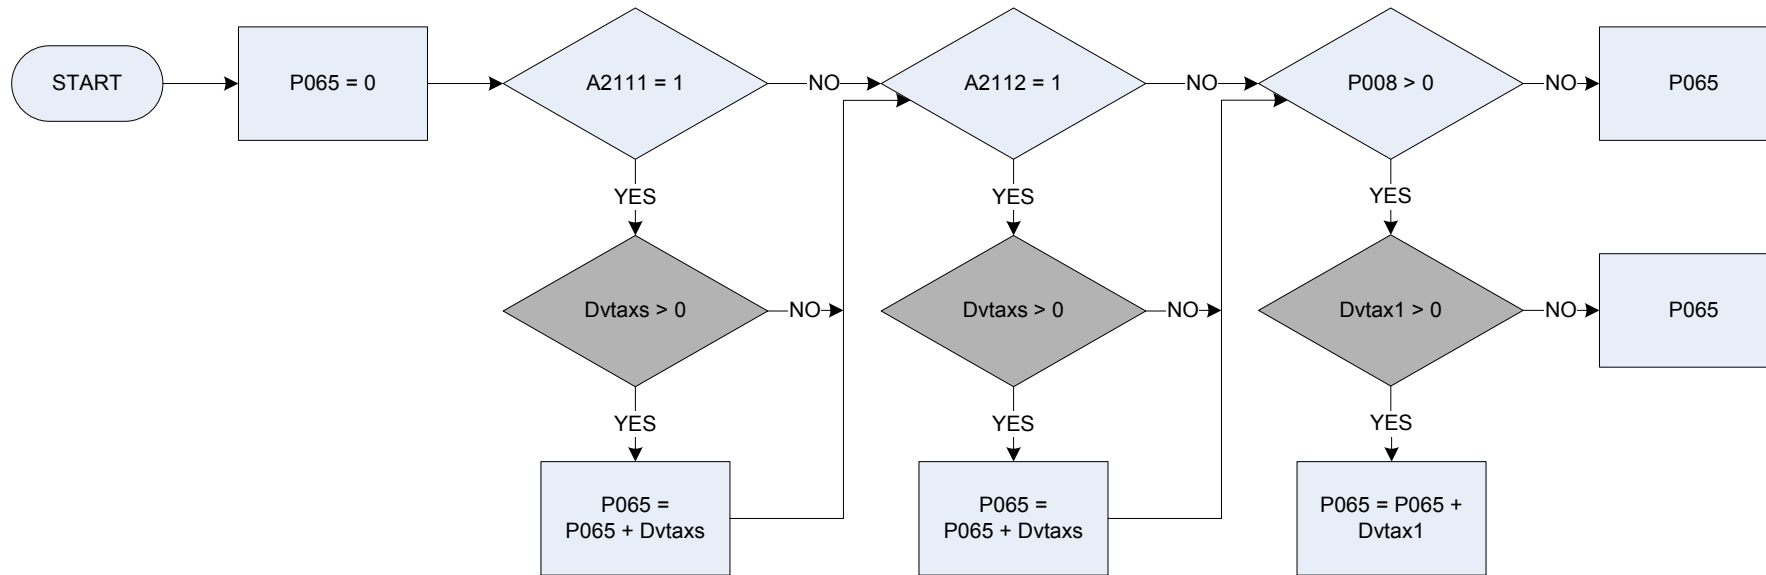 START
P065 = 0
A2111 = 1
NO
A2112 = 1
NO
P008 > 0
NO
P065
YES
YES
YES
Dvtaxs > 0
NO
Dvtaxs > 0
NO
Dvtax1 > 0
NO
P065
YES
YES
YES
P065 =
P065 + Dvtaxs
P065 =
P065 + Dvtaxs
P065 = P065 +
Dvtax1